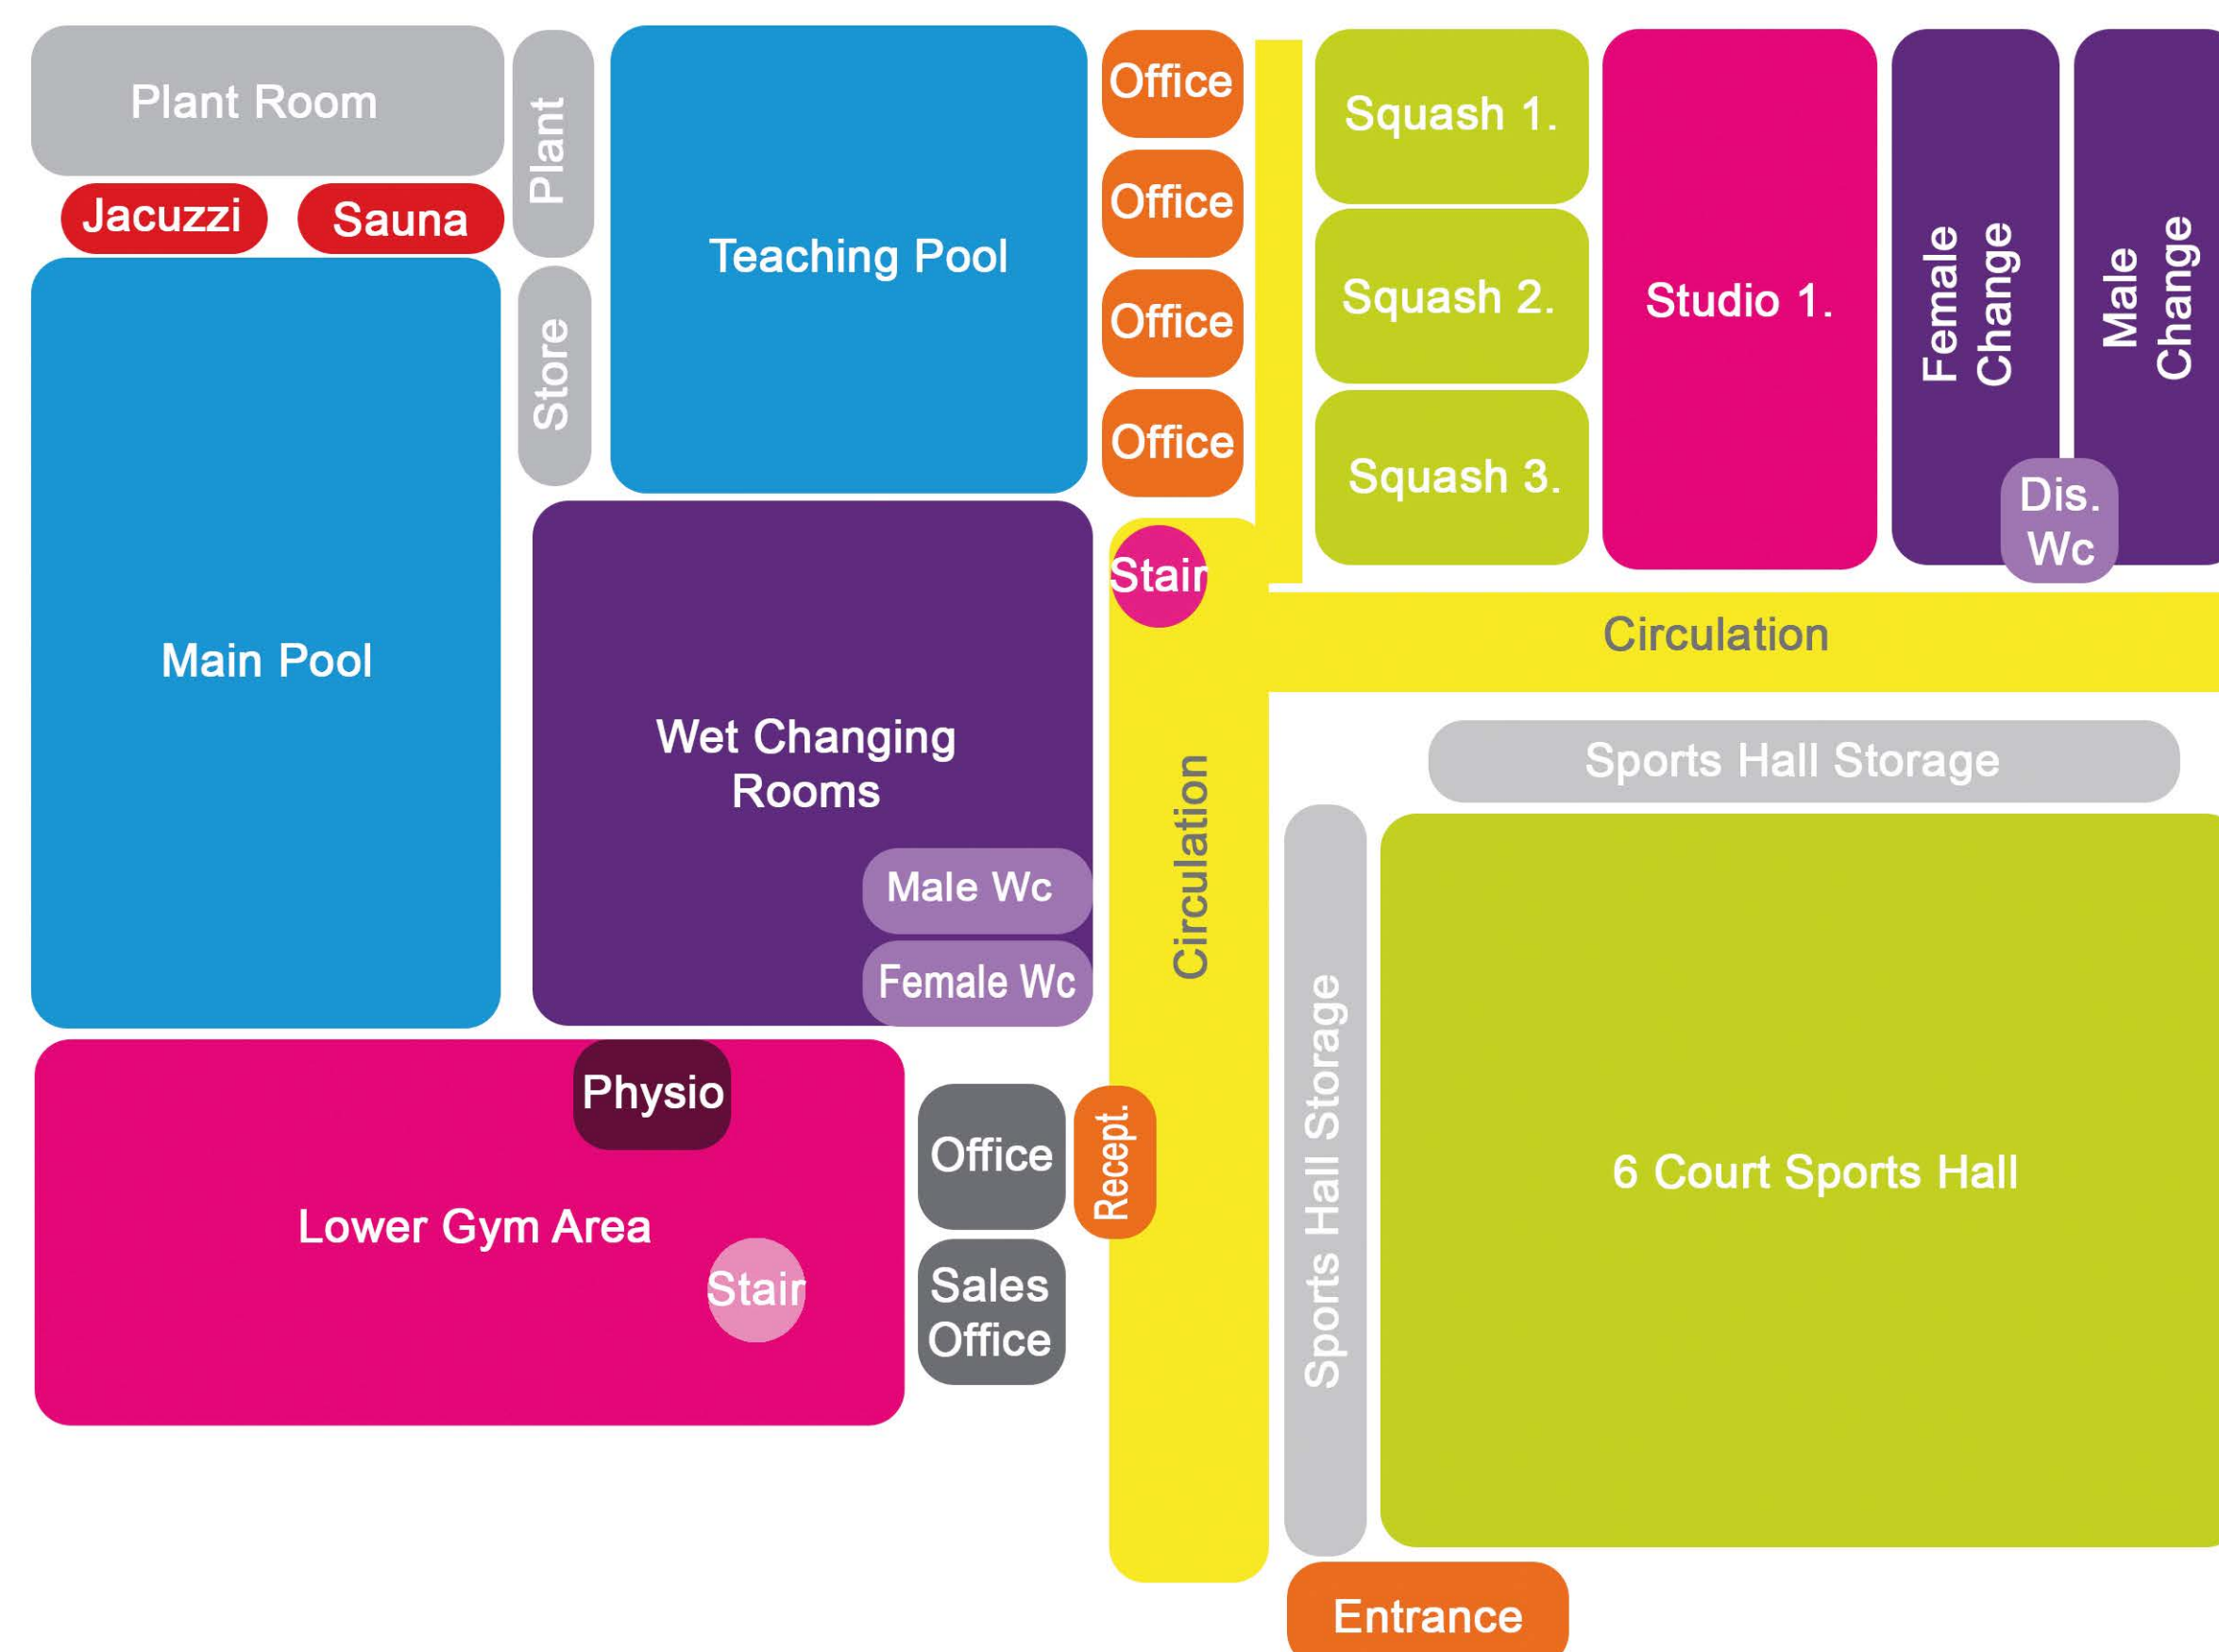 Plant Room
Jacuzzi
Sauna
Plant
Store
Main Pool
Teaching Pool
Office
Office
Office
Office
Squash 1.
Squash 2.
Squash 3.
Studio 1.
Female
Change
Male
Change
Dis.
Wc
Stair
Circulation
Wet Changing
Rooms
Male Wc
Female Wc
Circulation
Sports Hall Storage
Sports Hall Storage
6 Court Sports Hall
Physio
Lower Gym Area
Stair
Office
Sales
Office
Recept.
Entrance